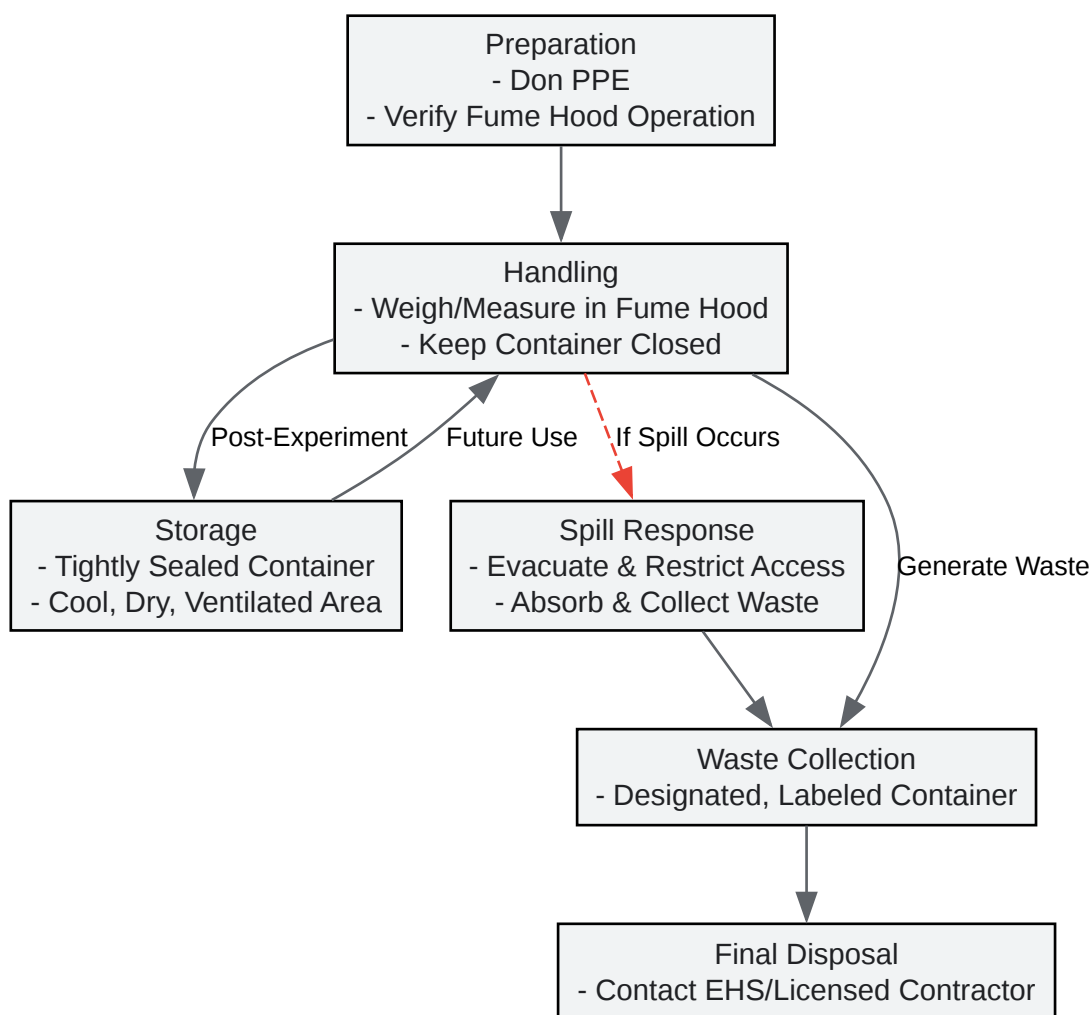 Preparation
- Don PPE
- Verify Fume Hood Operation
Handling
- Weigh/Measure in Fume Hood
- Keep Container Closed
Post-Experiment
Future Use
If Spill Occurs
Storage
- Tightly Sealed Container
- Cool, Dry, Ventilated Area
Spill Response
- Evacuate & Restrict Access
- Absorb & Collect Waste
Generate Waste
Waste Collection
- Designated, Labeled Container
Final Disposal
- Contact EHS/Licensed Contractor